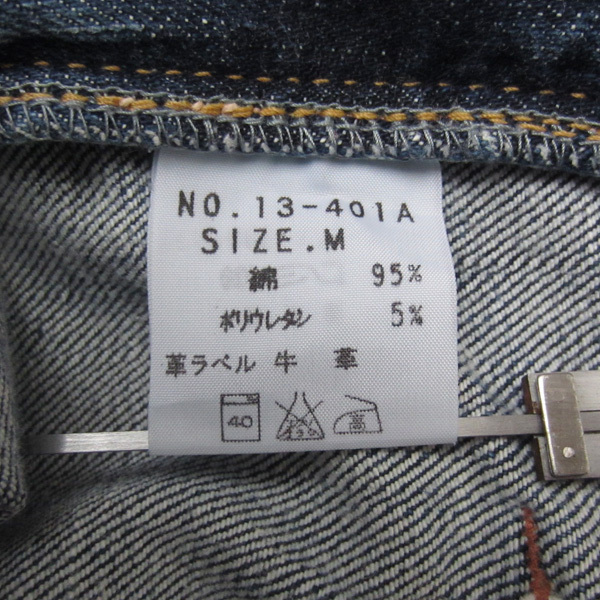 NO.13-401A
SIZE.M
綿 95%
ポリウレタン 5%
革ラベル 牛 革
40 高